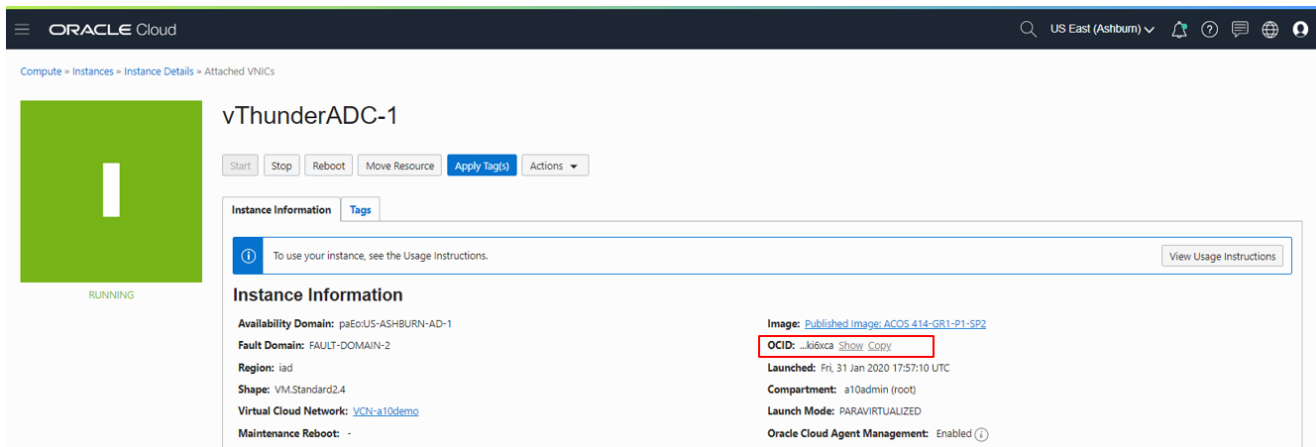 ORACLE Cloud
US East (Ashburn)
Compute » Instances » Instance Details » Attached VNICs
vThunderADC-1
Start Stop Reboot Move Resource Apply Tag(s) Actions
Instance Information Tags
To use your instance, see the Usage Instructions. View Usage Instructions
RUNNING
Instance Information
Availability Domain: paEo:US-ASHBURN-AD-1
Fault Domain: FAULT-DOMAIN-2
Region: iad
Shape: VM.Standard2.4
Virtual Cloud Network: VCN-a10demo
Maintenance Reboot: -
Image: Published Image: ACOS 414-GR1-P1-SP2
OCID: ...ki6xca Show Copy
Launched: Fri, 31 Jan 2020 17:57:10 UTC
Compartment: a10admin (root)
Launch Mode: PARAVIRTUALIZED
Oracle Cloud Agent Management: Enabled